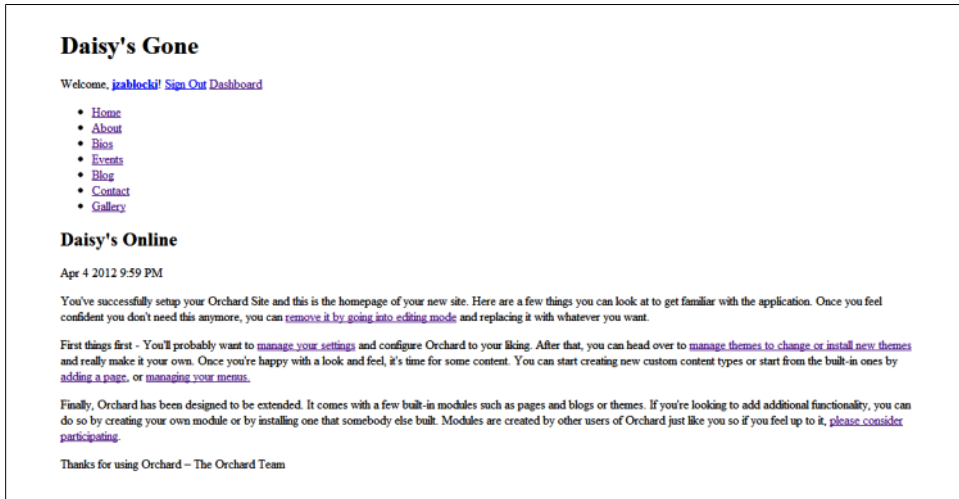 Daisy's Gone
Welcome, jzablocki! Sign Out Dashboard
Home
About
Bios
Events
Blog
Contact
Gallery
Daisy's Online
Apr 4 2012 9:59 PM
You've successfully setup your Orchard Site and this is the homepage of your new site. Here are a few things you can look at to get familiar with the application. Once you feel
confident you don't need this anymore, you can remove it by going into editing mode and replacing it with whatever you want.
First things first - You'll probably want to manage your settings and configure Orchard to your liking. After that, you can head over to manage themes to change or install new themes
and really make it your own. Once you're happy with a look and feel, it's time for some content. You can start creating new custom content types or start from the built-in ones by
adding a page, or managing your menus.
Finally, Orchard has been designed to be extended. It comes with a few built-in modules such as pages and blogs or themes. If you're looking to add additional functionality, you can
do so by creating your own module or by installing one that somebody else built. Modules are created by other users of Orchard just like you so if you feel up to it, please consider
participating.
Thanks for using Orchard – The Orchard Team